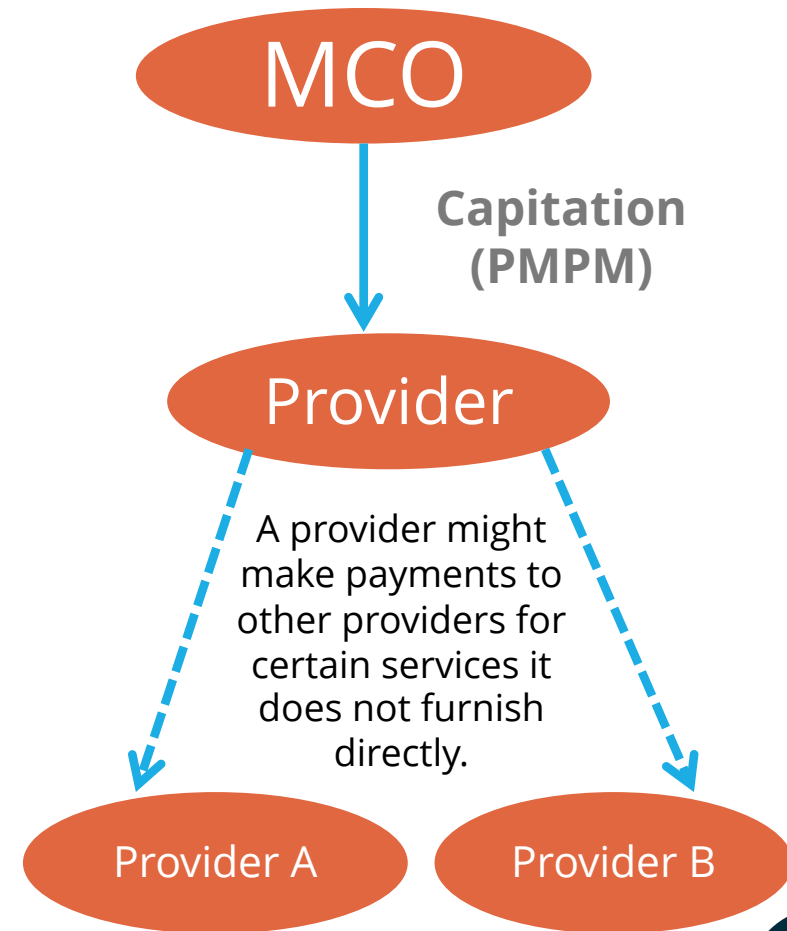 MCO
Capitation
(PMPM)
Provider
A provider might
make payments to
other providers for
certain services it
does not furnish
directly.
Provider A
Provider B